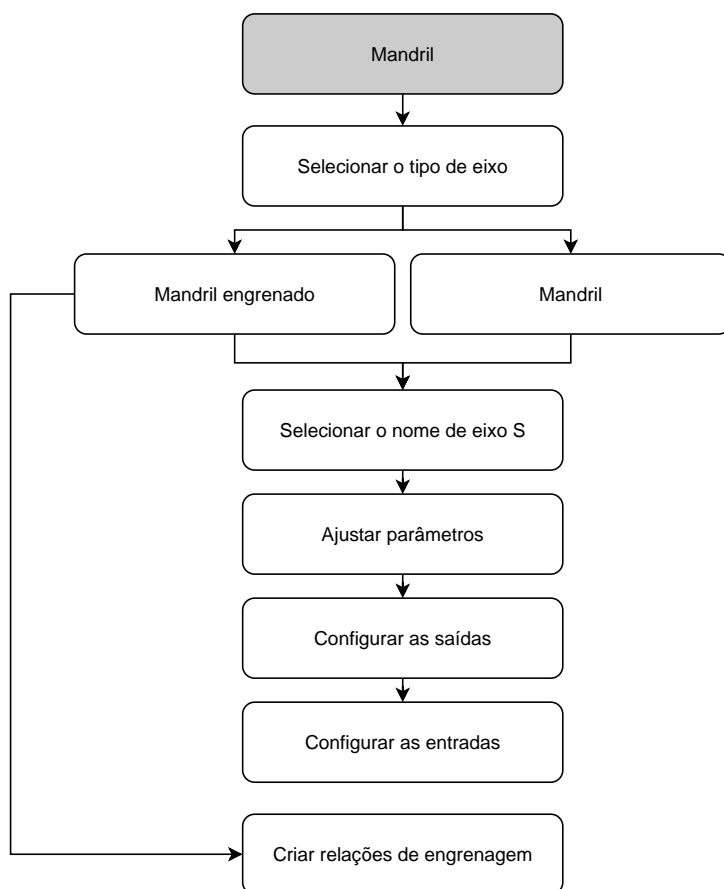 Mandril
Selecionar o tipo de eixo
Mandril engrenado
Mandril
Selecionar o nome de eixo S
Ajustar parâmetros
Configurar as saídas
Configurar as entradas
Criar relações de engrenagem